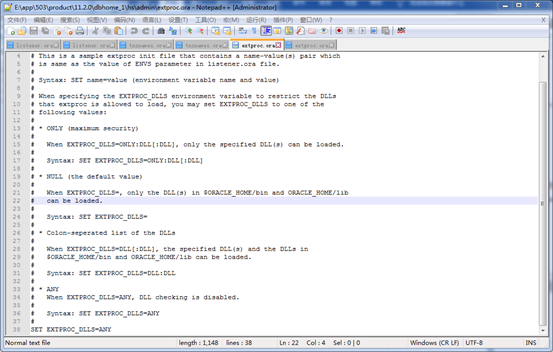 E:\app\503\product\11.2.0\dbhome_1\hs\admin\extproc.ora - Notepad++ [Administrator]
文件(F) 编辑(E) 搜索(S) 视图(V) 编码(N) 语言(L) 设置(T) 工具(O) 宏(M) 运行(R) 插件(P) 窗口(W) ?
listener.ora listener.ora tnsnames.ora tnsnames.ora extproc.ora extproc.ora
4 # This is a sample extproc init file that contains a name-value(s) pair which
5 # is same as the value of ENVS parameter in listener.ora file.
6 #
7 # Syntax: SET name=value (environment variable name and value)
8 #
9 # When specifying the EXTPROC_DLLS environment variable to restrict the DLLs
10 # that extproc is allowed to load, you may set EXTPROC_DLLS to one of the
11 # following values:
12 #
13 # * ONLY (maximum security)
14 #
15 # When EXTPROC_DLLS=ONLY:DLL[:DLL], only the specified DLL(s) can be loaded.
16 #
17 # Syntax: SET EXTPROC_DLLS=ONLY:DLL[:DLL]
18 #
19 # * NULL (the default value)
20 #
21 # When EXTPROC_DLLS=, only the DLL(s) in $ORACLE_HOME/bin and ORACLE_HOME/lib
22 # can be loaded.
23 #
24 # Syntax: SET EXTPROC_DLLS=
25 #
26 # * Colon-seperated list of the DLLs
27 #
28 # When EXTPROC_DLLS=DLL[:DLL], the specified DLL(s) and the DLLs in
29 # $ORACLE_HOME/bin and ORACLE_HOME/lib can be loaded.
30 #
31 # Syntax: SET EXTPROC_DLLS=DLL:DLL
32 #
33 # * ANY
34 # When EXTPROC_DLLS=ANY, DLL checking is disabled.
35 #
36 # Syntax: SET EXTPROC_DLLS=ANY
37 #
38 SET EXTPROC_DLLS=ANY
Normal text file length : 1,148 lines : 38 Ln : 22 Col : 4 Sel : 0 | 0 Windows (CR LF) UTF-8 INS